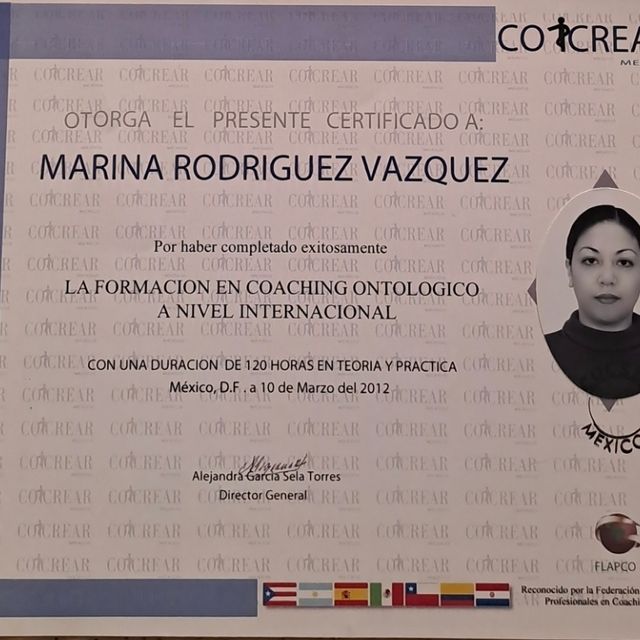 COCREA
ME
OTORGA EL PRESENTE CERTIFICADO A:
MARINA RODRIGUEZ VAZQUEZ
Por haber completado exitosamente
LA FORMACION EN COACHING ONTOLOGICO
A NIVEL INTERNACIONAL
CON UNA DURACION DE 120 HORAS EN TEORIA Y PRACTICA
México, D.F. a 10 de Marzo del 2012
MEXICO
Alejandra García Sela Torres
Director General
FLAPCO
Reconocido por la Federación
Profesionales en Coachi